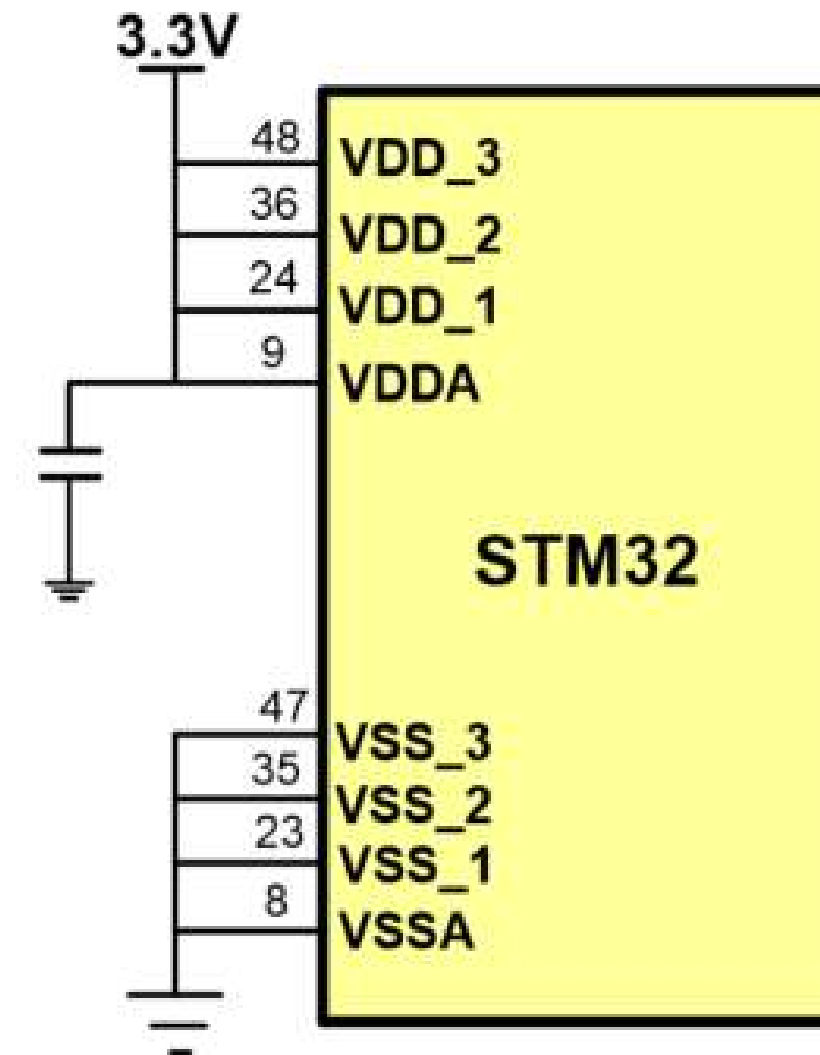 3.3V
48 VDD_3
36 VDD_2
24 VDD_1
9 VDDA
STM32
47 VSS_3
35 VSS_2
23 VSS_1
8 VSSA